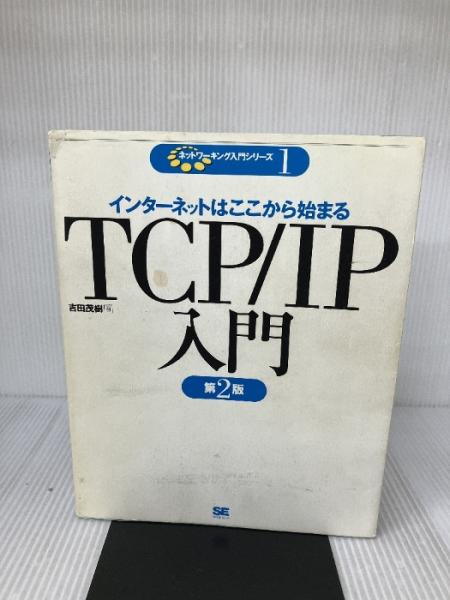 ネットワーキング入門シリーズ 1
インターネットはここから始まる
TCP/IP
吉田茂樹
入門
第2版
SE